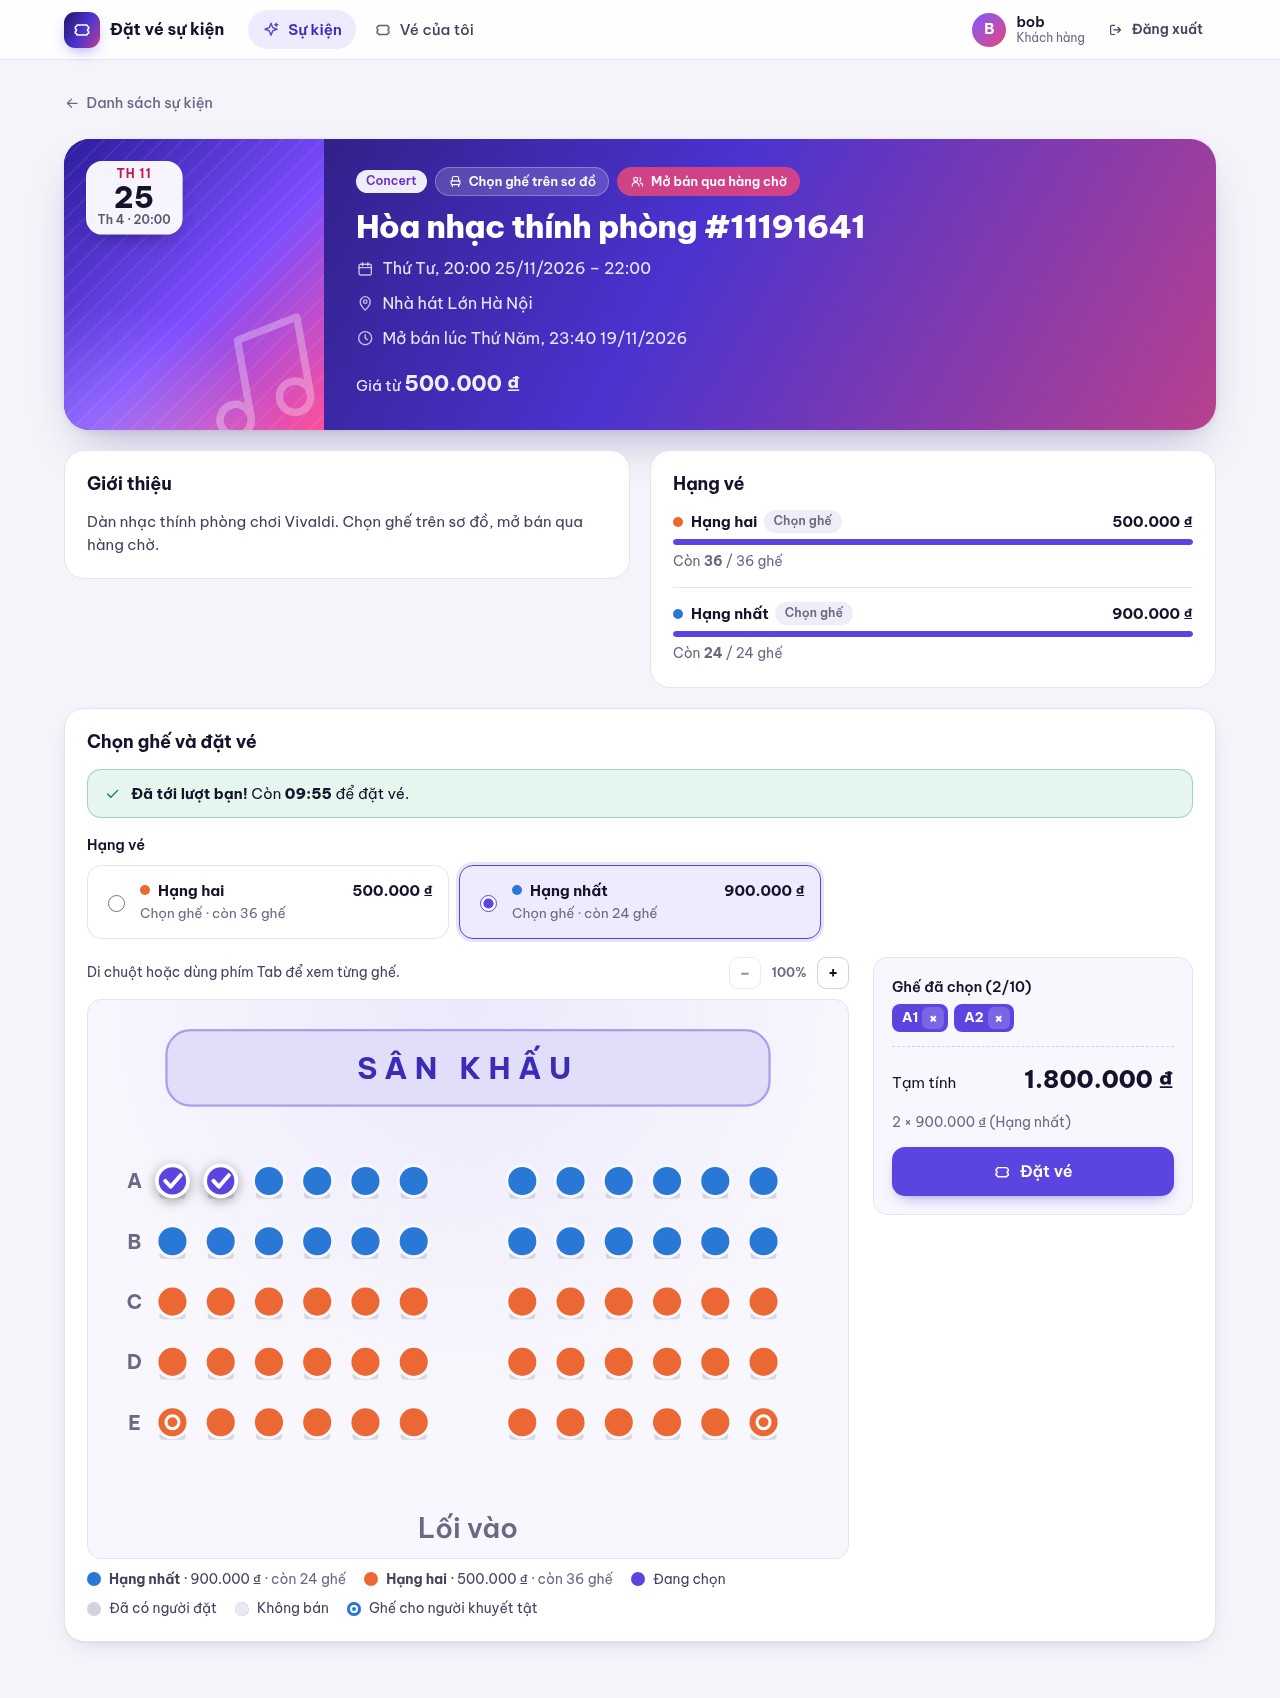 Đặt vé sự kiện
Sự kiện
Vé của tôi
B
bob
Khách hàng
Đăng xuất
← Danh sách sự kiện
TH 11
25
Th 4 · 20:00
Concert
Chọn ghế trên sơ đồ
Mở bán qua hàng chờ
Hòa nhạc thính phòng #11191641
Thứ Tư, 20:00 25/11/2026 – 22:00
Nhà hát Lớn Hà Nội
Mở bán lúc Thứ Năm, 23:40 19/11/2026
Giá từ 500.000 ₫
Giới thiệu
Dàn nhạc thính phòng chơi Vivaldi. Chọn ghế trên sơ đồ, mở bán qua
hàng chờ.
Hạng vé
Hạng hai Chọn ghế 500.000 ₫
Còn 36 / 36 ghế
Hạng nhất Chọn ghế 900.000 ₫
Còn 24 / 24 ghế
Chọn ghế và đặt vé
Đã tới lượt bạn! Còn 09:55 để đặt vé.
Hạng vé
Hạng hai 500.000 ₫
Chọn ghế · còn 36 ghế
Hạng nhất 900.000 ₫
Chọn ghế · còn 24 ghế
Di chuột hoặc dùng phím Tab để xem từng ghế.
− 100% +
SÂN KHẤU
A
B
C
D
E
Lối vào
Hạng nhất · 900.000 ₫ · còn 24 ghế
Hạng hai · 500.000 ₫ · còn 36 ghế
Đang chọn
Đã có người đặt
Không bán
Ghế cho người khuyết tật
Ghế đã chọn (2/10)
A1 ×
A2 ×
Tạm tính 1.800.000 ₫
2 × 900.000 ₫ (Hạng nhất)
Đặt vé